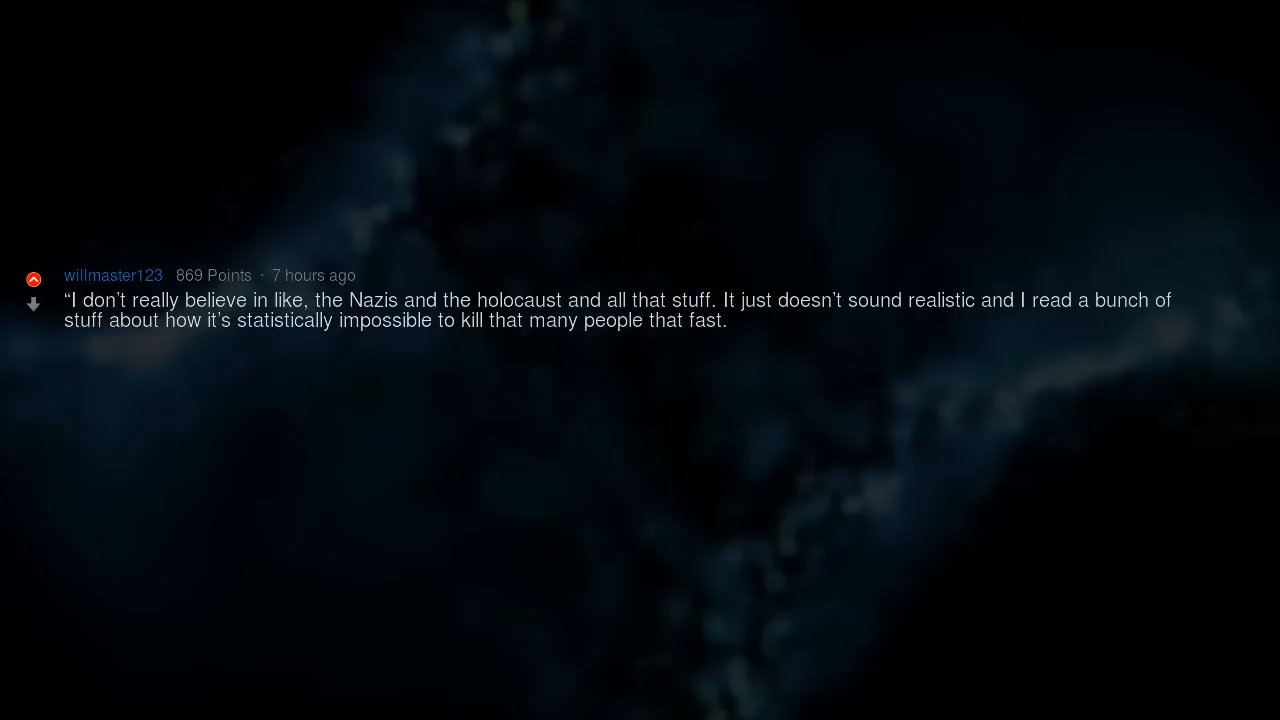 willmaster123 869 Points · 7 hours ago
“I don’t really believe in like, the Nazis and the holocaust and all that stuff. It just doesn’t sound realistic and I read a bunch of
stuff about how it’s statistically impossible to kill that many people that fast.